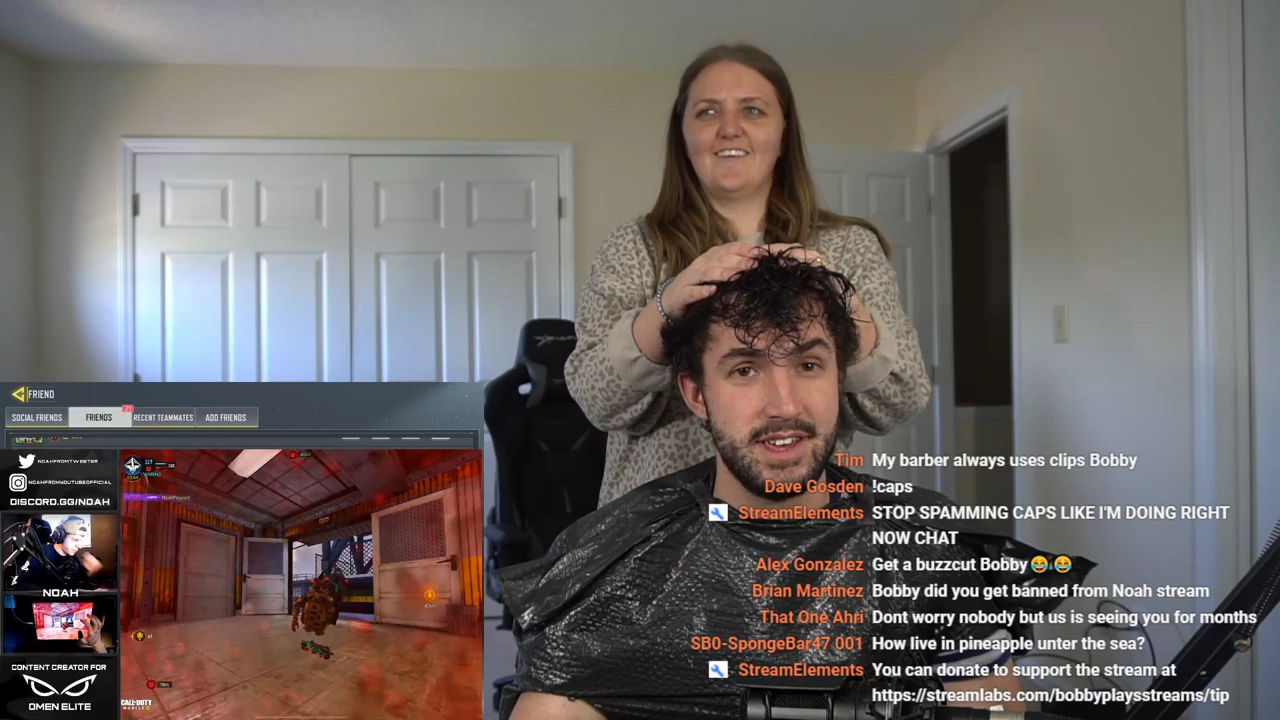 FRIEND
SOCIAL FRIENDS
FRIENDS
RECENT TEAMMATES
ADD FRIENDS
NOAHFROMTWEETER
NOAHFROMYOUTUBEOFFICIAL
DISCORD.GG/NOAH
NOAH
CONTENT CREATOR FOR
OMEN ELITE
CALL·DUTY
MOBILE
Tim My barber always uses clips Bobby
Dave Gosden !caps
StreamElements STOP SPAMMING CAPS LIKE I'M DOING RIGHT
NOW CHAT
Alex Gonzalez Get a buzzcut Bobby😂😂
Brian Martinez Bobby did you get banned from Noah stream
That One Ahri Dont worry nobody but us is seeing you for months
SB0-SpongeBar47 001 How live in pineapple unter the sea?
StreamElements You can donate to support the stream at
https://streamlabs.com/bobbyplaysstreams/tip